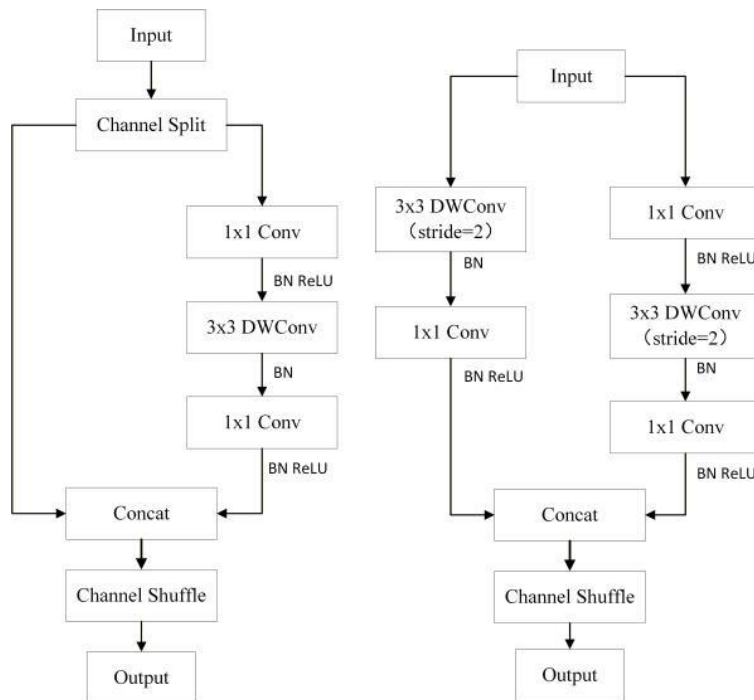 Input
Channel Split
1x1 Conv
BN ReLU
3x3 DWConv
BN
1x1 Conv
BN ReLU
Concat
Channel Shuffle
Output
Input
3x3 DWConv
（stride=2）
BN
1x1 Conv
BN ReLU
1x1 Conv
BN ReLU
3x3 DWConv
（stride=2）
BN
1x1 Conv
BN ReLU
Concat
Channel Shuffle
Output